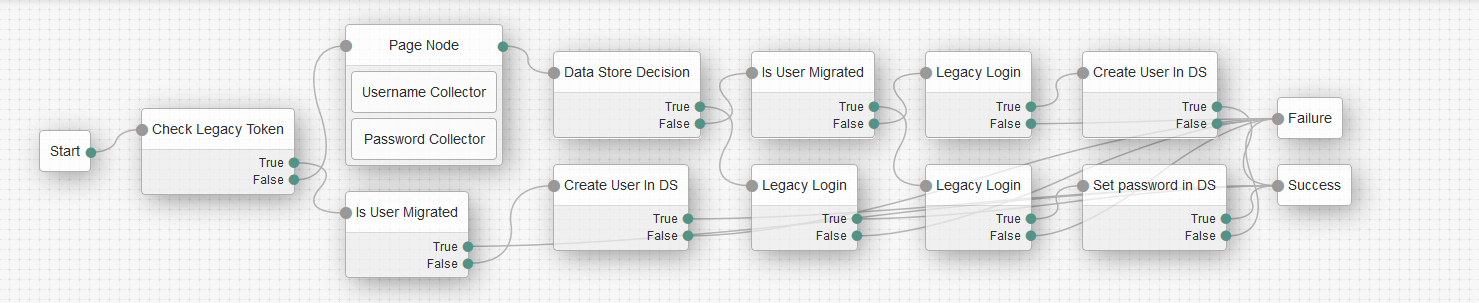 Start
Check Legacy Token
True
False
Page Node
Username Collector
Password Collector
Is User Migrated
True
False
Data Store Decision
True
False
Create User In DS
True
False
Is User Migrated
True
False
Legacy Login
True
False
Legacy Login
True
False
Legacy Login
True
False
Create User In DS
True
False
Set password in DS
True
False
Failure
Success